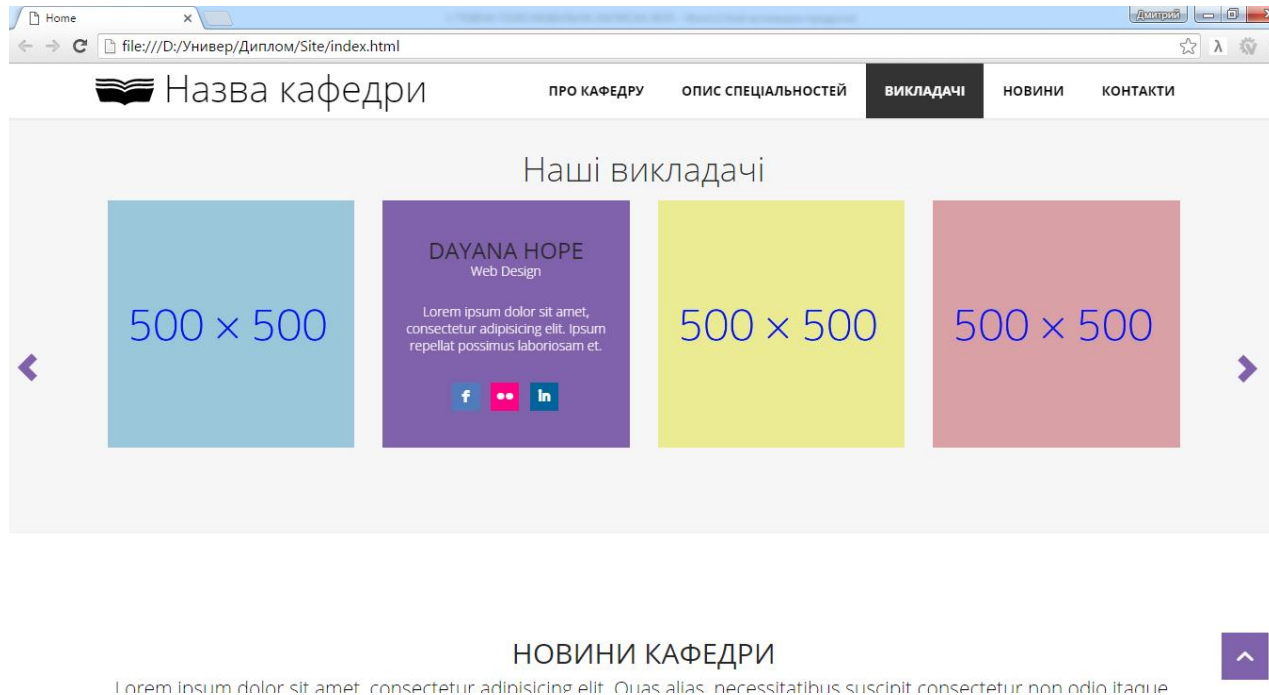 Home
Дмитрий
file:///D:/Универ/Диплом/Site/index.html
Назва кафедри
ПРО КАФЕДРУ ОПИС СПЕЦІАЛЬНОСТЕЙ ВИКЛАДАЧІ НОВИНИ КОНТАКТИ
Наші викладачі
500 × 500
DAYANA HOPE
Web Design
Lorem ipsum dolor sit amet,
consectetur adipisicing elit. Ipsum
repellat possimus laboriosam et.
500 × 500
500 × 500
НОВИНИ КАФЕДРИ
Lorem ipsum dolor sit amet, consectetur adipisicing elit. Quas alias, necessitatibus suscipit consectetur non odio itaque